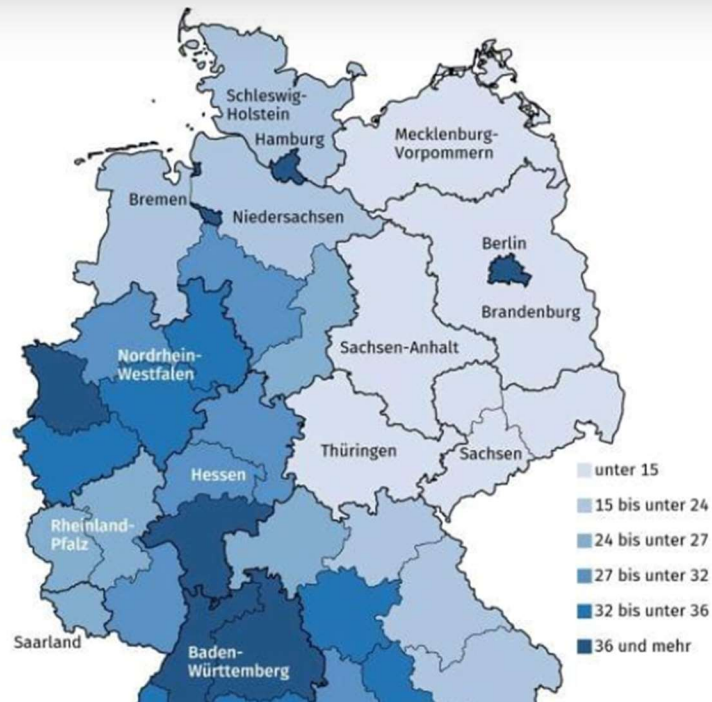 Schleswig-
Holstein
Hamburg
Mecklenburg-
Vorpommern
Bremen
Niedersachsen
Berlin
Brandenburg
Nordrhein-
Westfalen
Sachsen-Anhalt
Thüringen
Sachsen
Hessen
Rheinland-
Pfalz
Saarland
Baden-
Württemberg
unter 15
15 bis unter 24
24 bis unter 27
27 bis unter 32
32 bis unter 36
36 und mehr